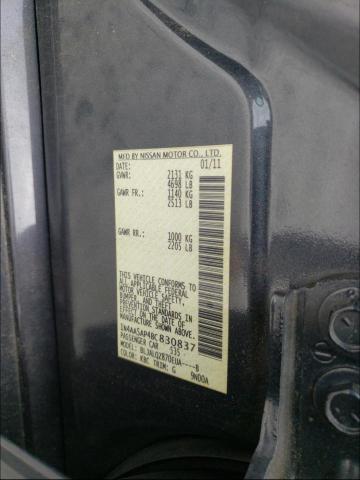 MFD BY NISSAN MOTOR CO., LTD.
DATE: 01/11
GVWR: 2131 KG
4698 LB
GAWR FR: 1140 KG
2513 LB
GAWR RR: 1000 KG
2205 LB
THIS VEHICLE CONFORMS TO
ALL APPLICABLE FEDERAL
MOTOR VEHICLE SAFETY,
BUMPER, AND THEFT
PREVENTION STANDARDS IN
EFFECT ON THE DATE OF
MANUFACTURE SHOWN ABOVE.
1N4AA5AP4BC830837
PASSENGER CAR 535
MODEL: BLJALQZB70EUA----B
COLOR: KBC TRIM: G 9N00A